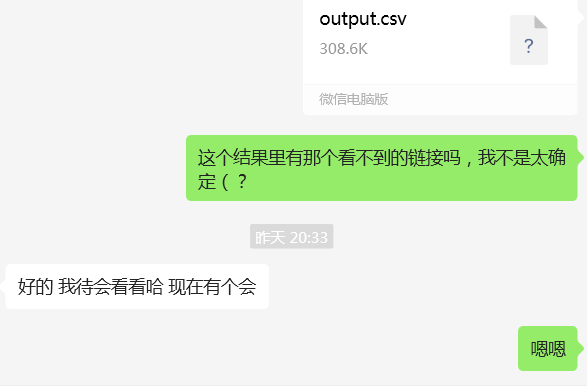 output.csv
308.6K
?
微信电脑版
这个结果里有那个看不到的链接吗，我不是太确
定（？
昨天 20:33
好的 我待会看看哈 现在有个会
嗯嗯